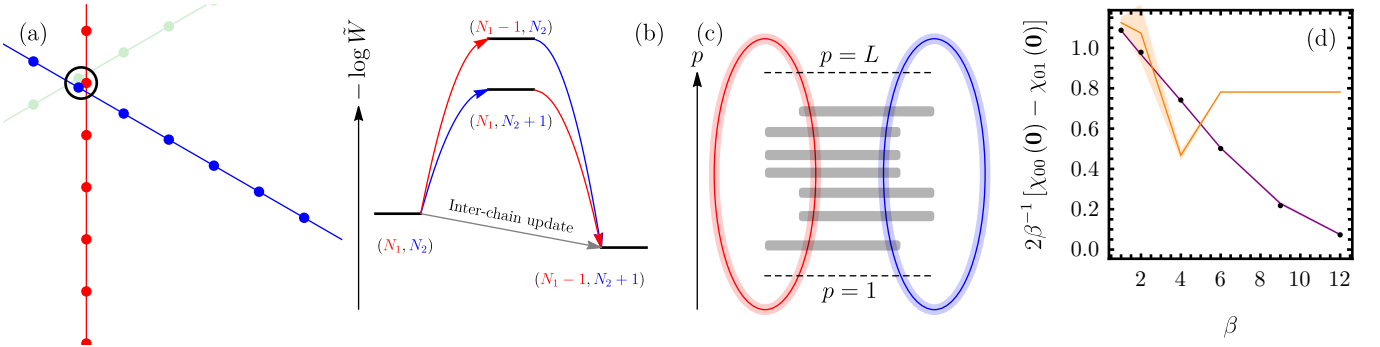 (a)
− log W̃
(N₁ − 1, N₂)
(b)
(N₁, N₂ + 1)
Inter-chain update
(N₁, N₂)
(N₁ − 1, N₂ + 1)
(c)
p
p = L
p = 1
(d)
2β⁻¹ [χ₀₀ (𝟎) − χ₀₁ (𝟎)]
1.0
0.8
0.6
0.4
0.2
0.0
2 4 6 8 10 12
β